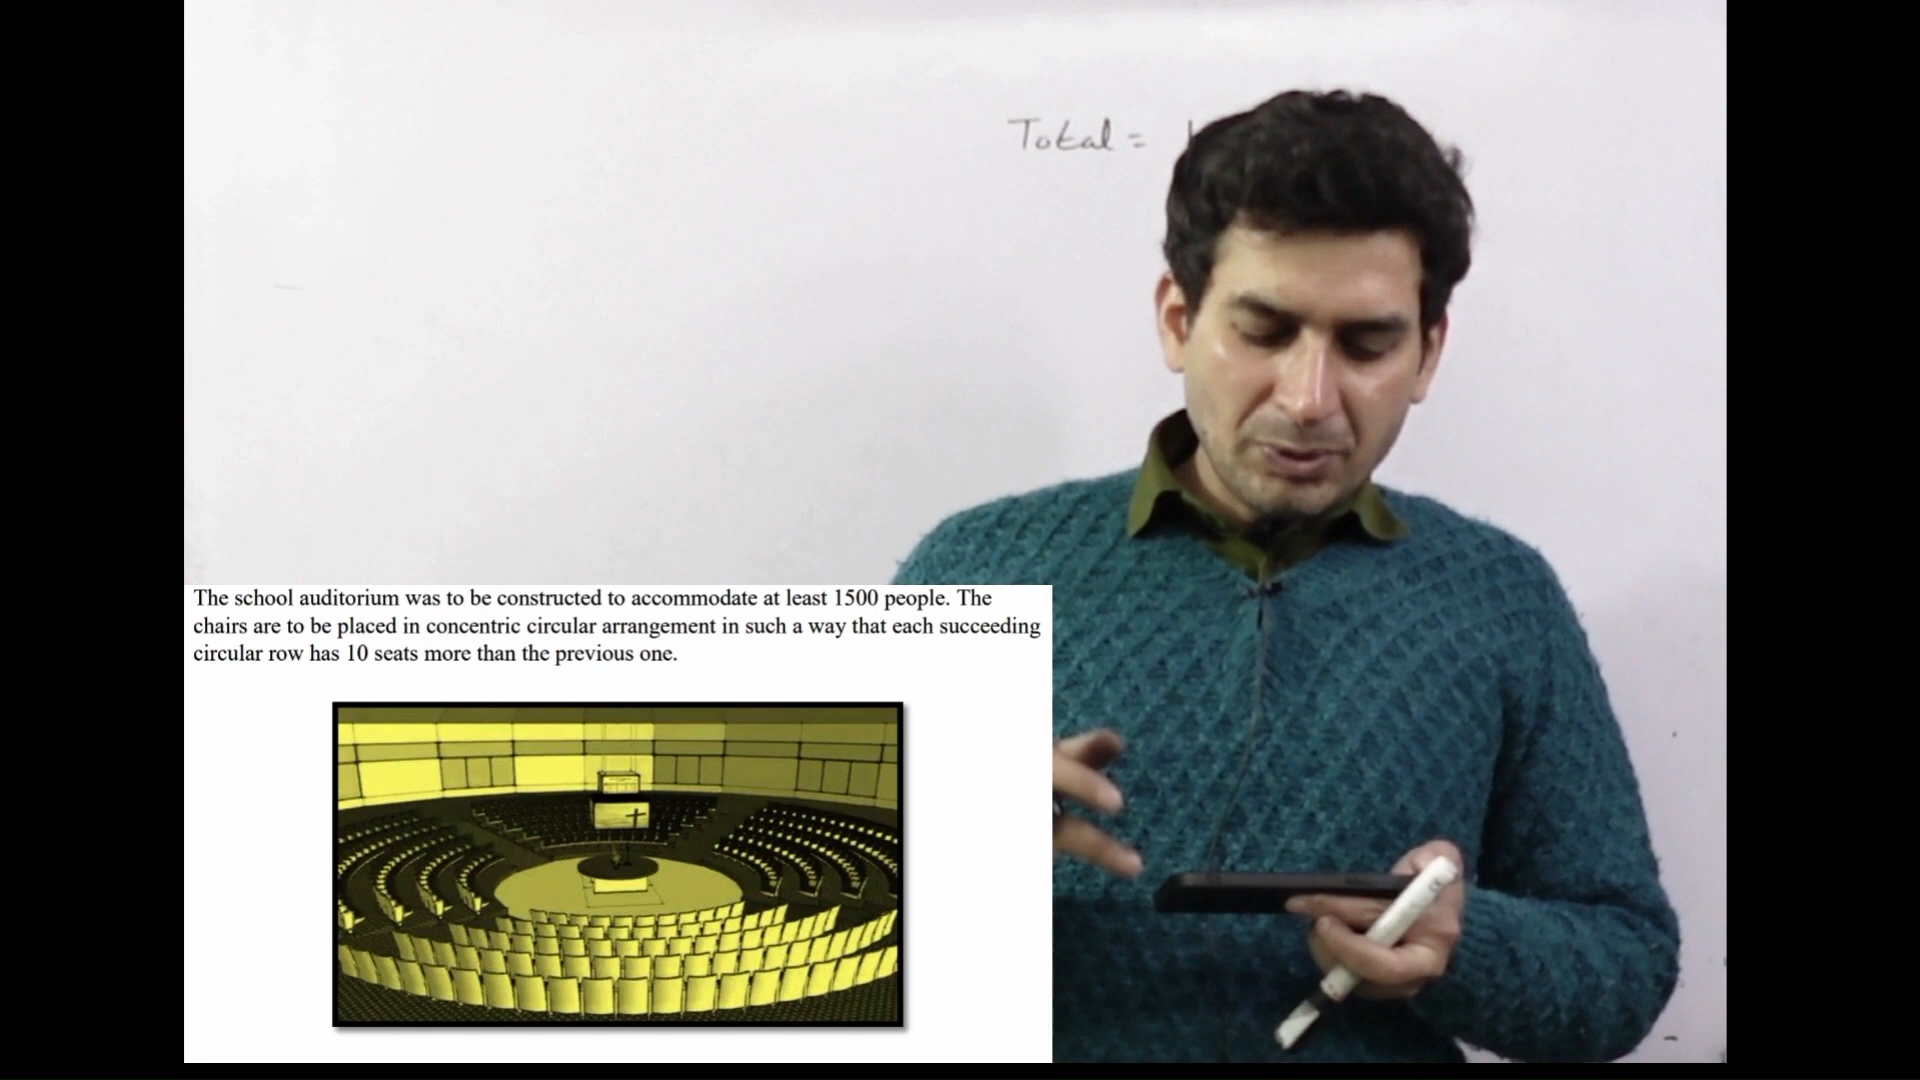 Total =
The school auditorium was to be constructed to accommodate at least 1500 people. The
chairs are to be placed in concentric circular arrangement in such a way that each succeeding
circular row has 10 seats more than the previous one.